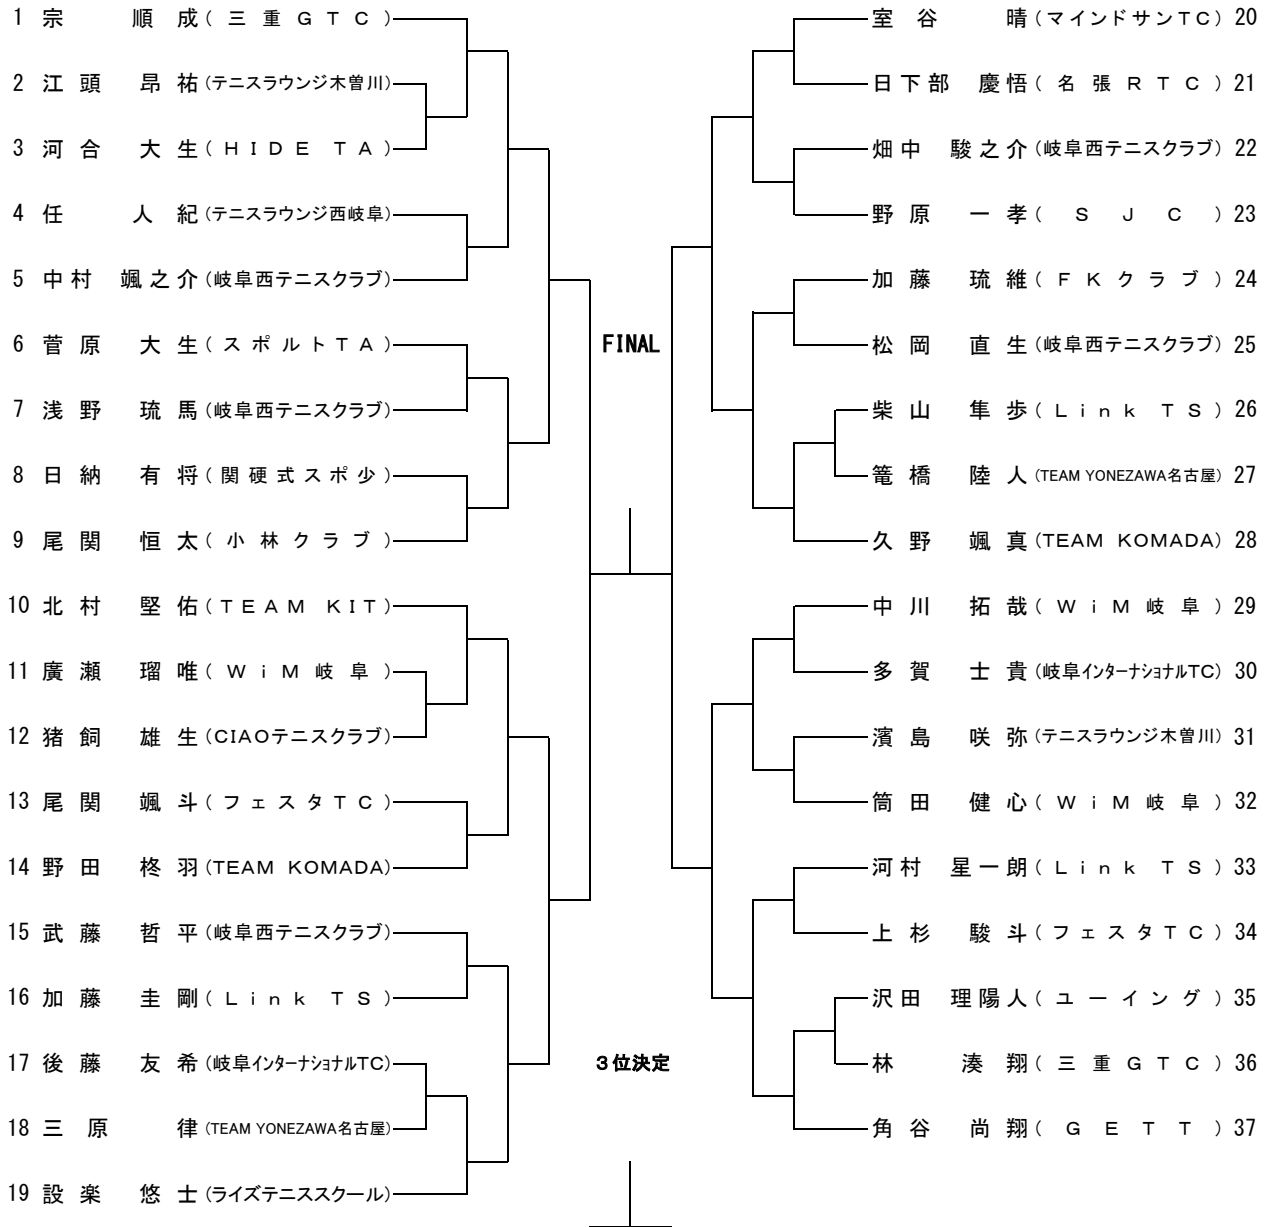 1 宗 順成(三重GTC)
2 江頭 昂祐(テニスラウンジ木曽川)
3 河合 大生(HIDE TA)
4 任 人紀(テニスラウンジ西岐阜)
5 中村 颯之介(岐阜西テニスクラブ)
6 菅原 大生(スポルトTA)
7 浅野 琉馬(岐阜西テニスクラブ)
8 日納 有将(関硬式スポ少)
9 尾関 恒太(小林クラブ)
10 北村 堅佑(TEAM KIT)
11 廣瀬 瑠唯(WiM岐阜)
12 猪飼 雄生(CIAOテニスクラブ)
13 尾関 颯斗(フェスタTC)
14 野田 柊羽(TEAM KOMADA)
15 武藤 哲平(岐阜西テニスクラブ)
16 加藤 圭剛(Link TS)
17 後藤 友希(岐阜インターナショナルTC)
18 三原 律(TEAM YONEZAWA名古屋)
19 設楽 悠士(ライズテニススクール)
FINAL
3位決定
室谷 晴(マインドサンTC) 20
日下部 慶悟(名張RTC) 21
畑中 駿之介(岐阜西テニスクラブ) 22
野原 一孝(SJC) 23
加藤 琉維(FKクラブ) 24
松岡 直生(岐阜西テニスクラブ) 25
柴山 隼歩(Link TS) 26
篭橋 陸人(TEAM YONEZAWA名古屋) 27
久野 颯真(TEAM KOMADA) 28
中川 拓哉(WiM岐阜) 29
多賀 士貴(岐阜インターナショナルTC) 30
濱島 咲弥(テニスラウンジ木曽川) 31
筒田 健心(WiM岐阜) 32
河村 星一朗(Link TS) 33
上杉 駿斗(フェスタTC) 34
沢田 理陽人(ユーイング) 35
林 湊翔(三重GTC) 36
角谷 尚翔(GETT) 37